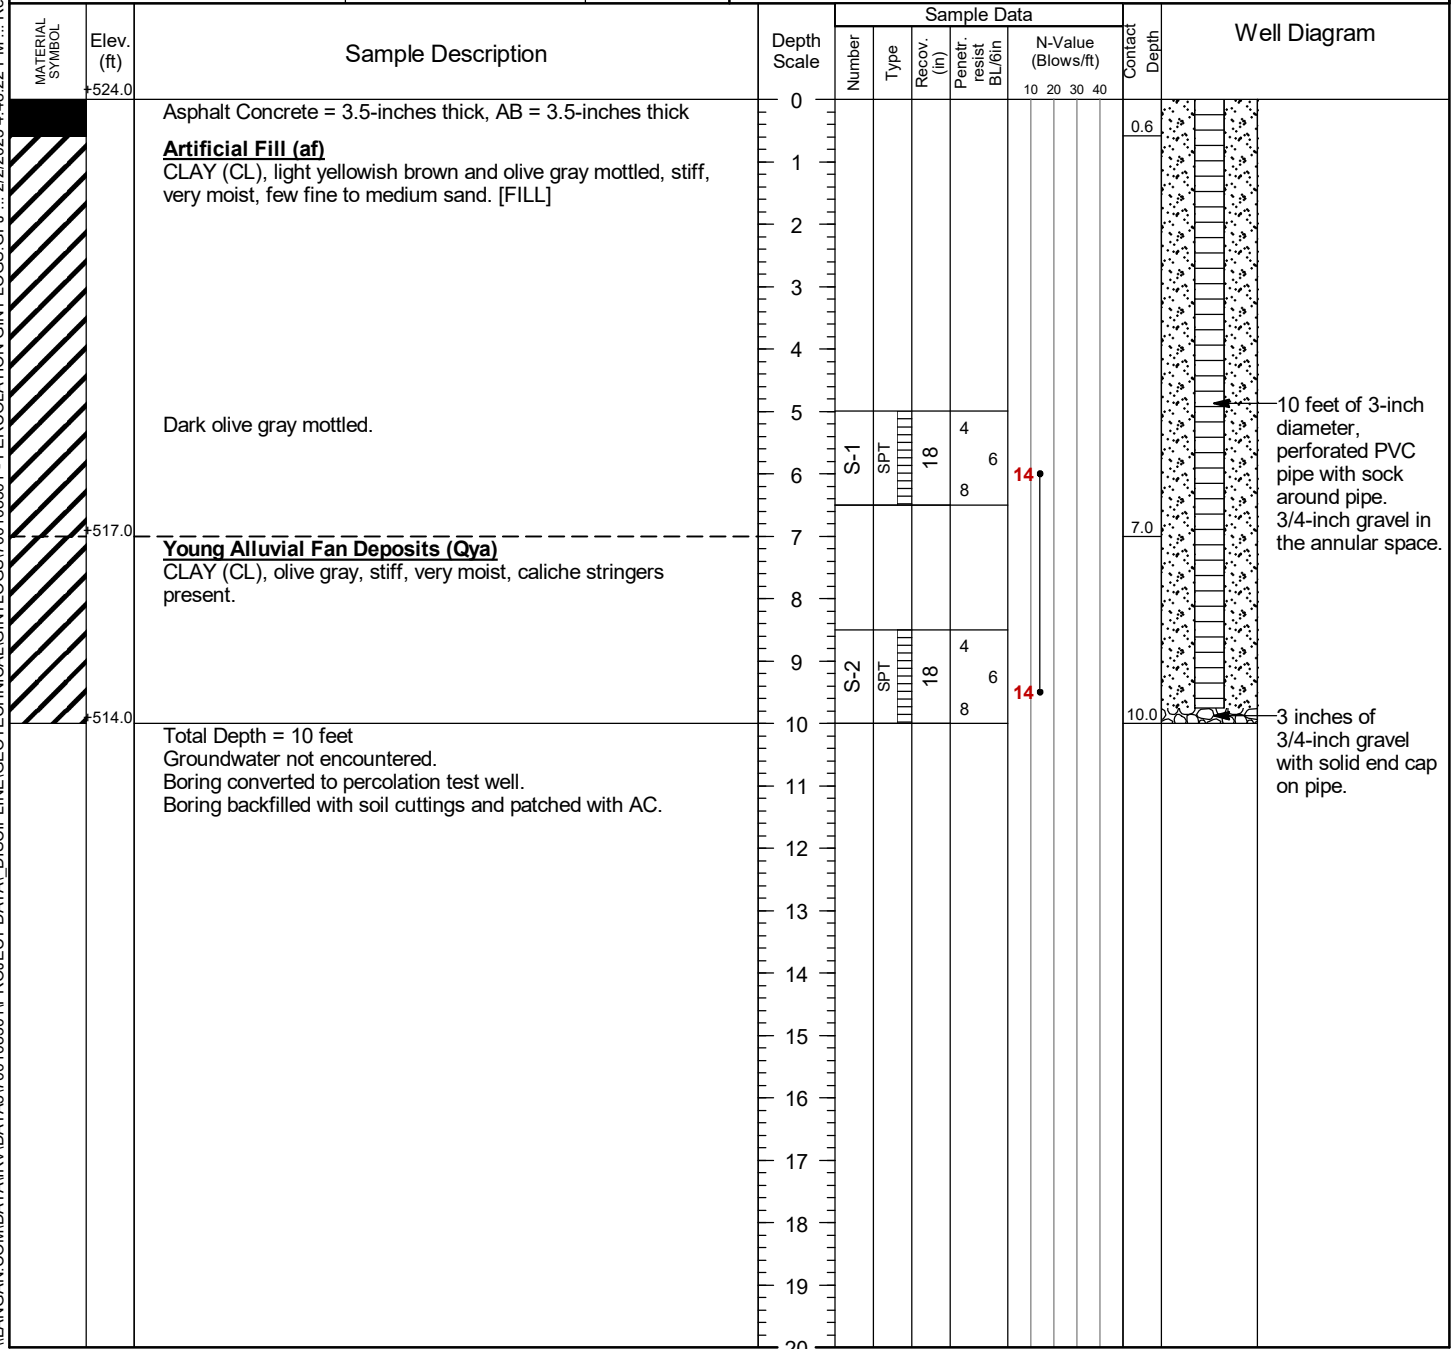 MATERIAL
SYMBOL
Elev.
(ft)
+524.0
Sample Description
Depth
Scale
Sample Data
Number
Type
Recov.
(in)
Penetr.
resist
BL/6in
N-Value
(Blows/ft)
10 20 30 40
Contact
Depth
Well Diagram
0
Asphalt Concrete = 3.5-inches thick, AB = 3.5-inches thick
0.6
Artificial Fill (af)
1
CLAY (CL), light yellowish brown and olive gray mottled, stiff,
very moist, few fine to medium sand. [FILL]
2
3
4
5
Dark olive gray mottled.
S-1
SPT
18
4
6
8
6
14
10 feet of 3-inch
diameter,
perforated PVC
pipe with sock
around pipe.
3/4-inch gravel in
the annular space.
+517.0
7
7.0
Young Alluvial Fan Deposits (Qya)
CLAY (CL), olive gray, stiff, very moist, caliche stringers
present.
8
9
S-2
SPT
18
4
6
8
14
+514.0
10
10.0
3 inches of
3/4-inch gravel
with solid end cap
on pipe.
Total Depth = 10 feet
Groundwater not encountered.
Boring converted to percolation test well.
Boring backfilled with soil cuttings and patched with AC.
11
12
13
14
15
16
17
18
19
20